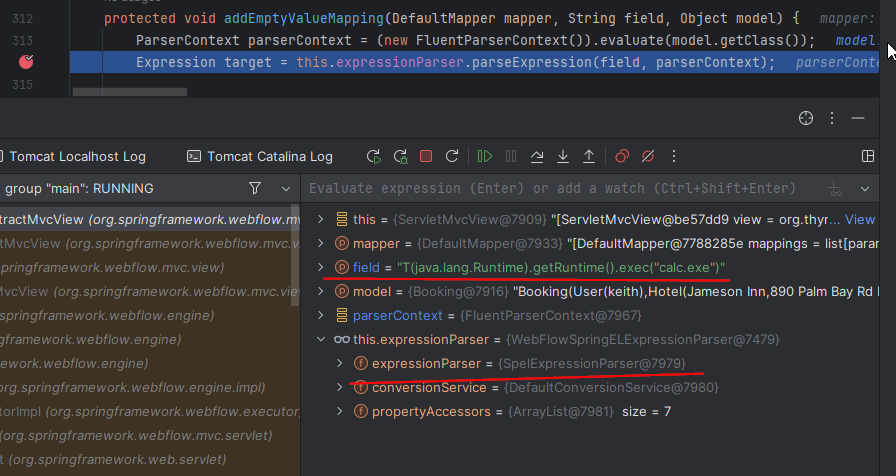 312 protected void addEmptyValueMapping(DefaultMapper mapper, String field, Object model) { mapper:
313 ParserContext parserContext = (new FluentParserContext()).evaluate(model.getClass()); model.
Expression target = this.expressionParser.parseExpression(field, parserContext); parserConte
315
Tomcat Localhost Log
Tomcat Catalina Log
group "main": RUNNING
Evaluate expression (Enter) or add a watch (Ctrl+Shift+Enter)
tractMvcView (org.springframework.webflow.mv
this = {ServletMvcView@7909} "[ServletMvcView@be57dd9 view = org.thyr... View
etMvcView (org.springframework.webflow.mvc.v
mapper = {DefaultMapper@7933} "[DefaultMapper@7788285e mappings = list[param
springframework.webflow.mvc.view)
field = "T(java.lang.Runtime).getRuntime().exec("calc.exe")"
MvcView (org.springframework.webflow.mvc.vi
model = {Booking@7916} "Booking(User(keith),Hotel(Jameson Inn,890 Palm Bay Rd
ework.webflow.engine)
parserContext = {FluentParserContext@7967}
amework.webflow.engine)
this.expressionParser = {WebFlowSpringELExpressionParser@7479}
ework.webflow.engine)
expressionParser = {SpelExpressionParser@7979}
org.springframework.webflow.engine.impl)
conversionService = {DefaultConversionService@7980}
torImpl (org.springframework.webflow.executor)
propertyAccessors = {ArrayList@7981} size = 7
springframework.webflow.mvc.servlet)
t (org.springframework.web.servlet)